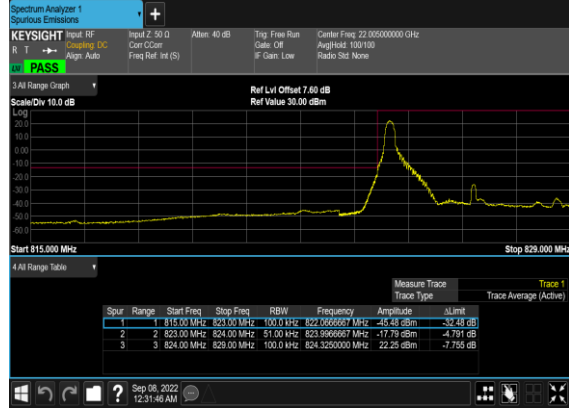 Spectrum Analyzer 1
Spurious Emissions
+
KEYSIGHT Input: RF Input Z: 50 Ω Atten: 40 dB Trig: Free Run Center Freq: 22.005000000 GHz
R T Coupling: DC Corr CCorr Gate: Off Avg|Hold: 100/100
Align: Auto Freq Ref: Int (S) IF Gain: Low Radio Std: None
LW PASS
3 All Range Graph
Ref Lvl Offset 7.60 dB
Scale/Div 10.0 dB Ref Value 30.00 dBm
Log
20.0
10.0
0.00
-10.0
-20.0
-30.0
-40.0
-50.0
-60.0
Start 815.000 MHz Stop 829.000 MHz
4 All Range Table
Measure Trace Trace 1
Trace Type Trace Average (Active)
Spur Range Start Freq Stop Freq RBW Frequency Amplitude ΔLimit
1 1 815.00 MHz 823.00 MHz 100.0 kHz 822.0666667 MHz -45.48 dBm -32.48 dB
2 2 823.00 MHz 824.00 MHz 51.00 kHz 823.9966667 MHz -17.79 dBm -4.791 dB
3 3 824.00 MHz 829.00 MHz 100.0 kHz 824.3250000 MHz 22.25 dBm -7.755 dB
? Sep 08, 2022
12:31:46 AM